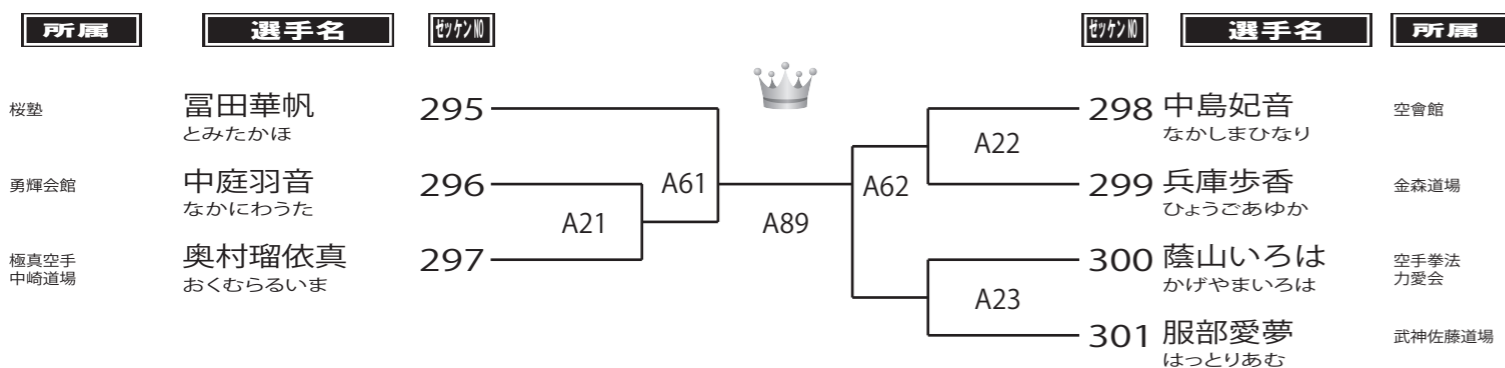 所属 選手名 ゼッケンNO ゼッケンNO 選手名 所属
桜塾 冨田華帆 295 298 中島妃音 空會館
とみたかほ なかしまひなり
A22
勇輝会館 中庭羽音 296 A61 A62 299 兵庫歩香 金森道場
なかにわうた ひょうごあゆか
A21 A89
極真空手 奥村瑠依真 297 300 蔭山いろは 空手拳法
中崎道場 おくむらるいま かげやまいろは 力愛会
A23
301 服部愛夢 武神佐藤道場
はっとりあむ